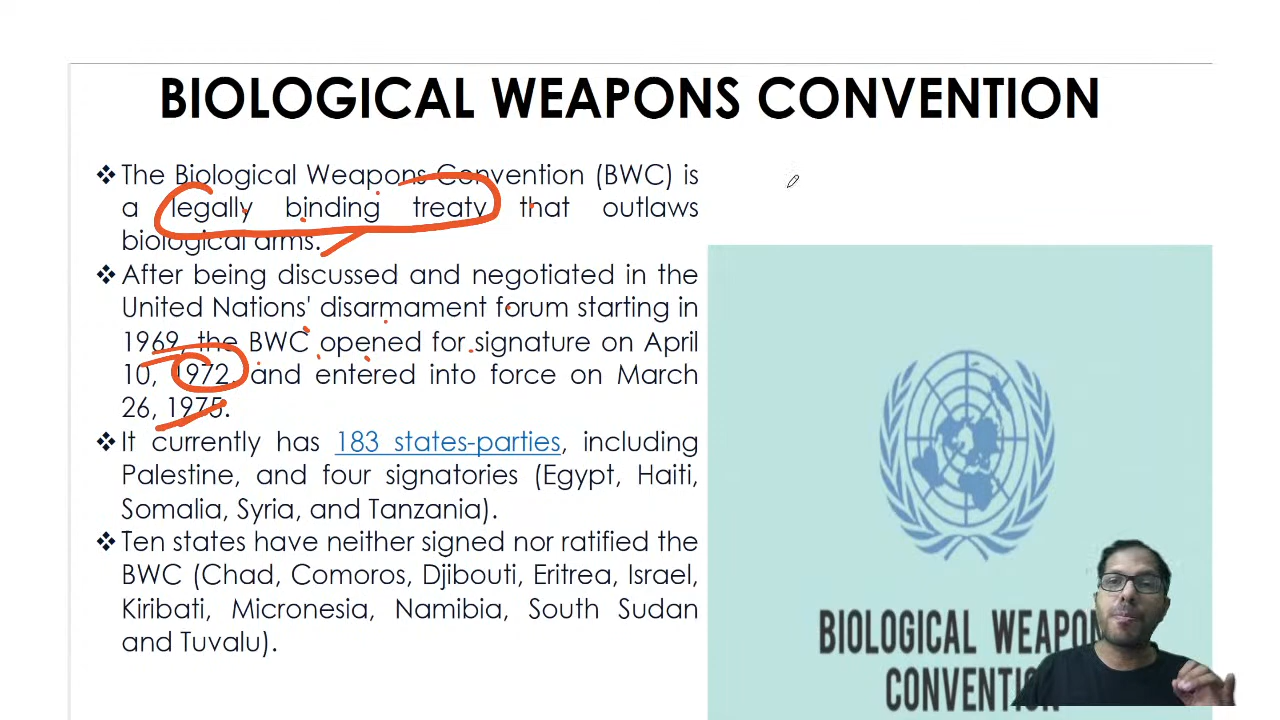 BIOLOGICAL WEAPONS CONVENTION
❖ The Biological Weapons Convention (BWC) is
a legally binding treaty that outlaws
biological arms.
❖ After being discussed and negotiated in the
United Nations' disarmament forum starting in
1969, the BWC opened for signature on April
10, 1972, and entered into force on March
26, 1975.
❖ It currently has 183 states-parties, including
Palestine, and four signatories (Egypt, Haiti,
Somalia, Syria, and Tanzania).
❖ Ten states have neither signed nor ratified the
BWC (Chad, Comoros, Djibouti, Eritrea, Israel,
Kiribati, Micronesia, Namibia, South Sudan
and Tuvalu).
BIOLOGICAL WEAPON
CONVENTION